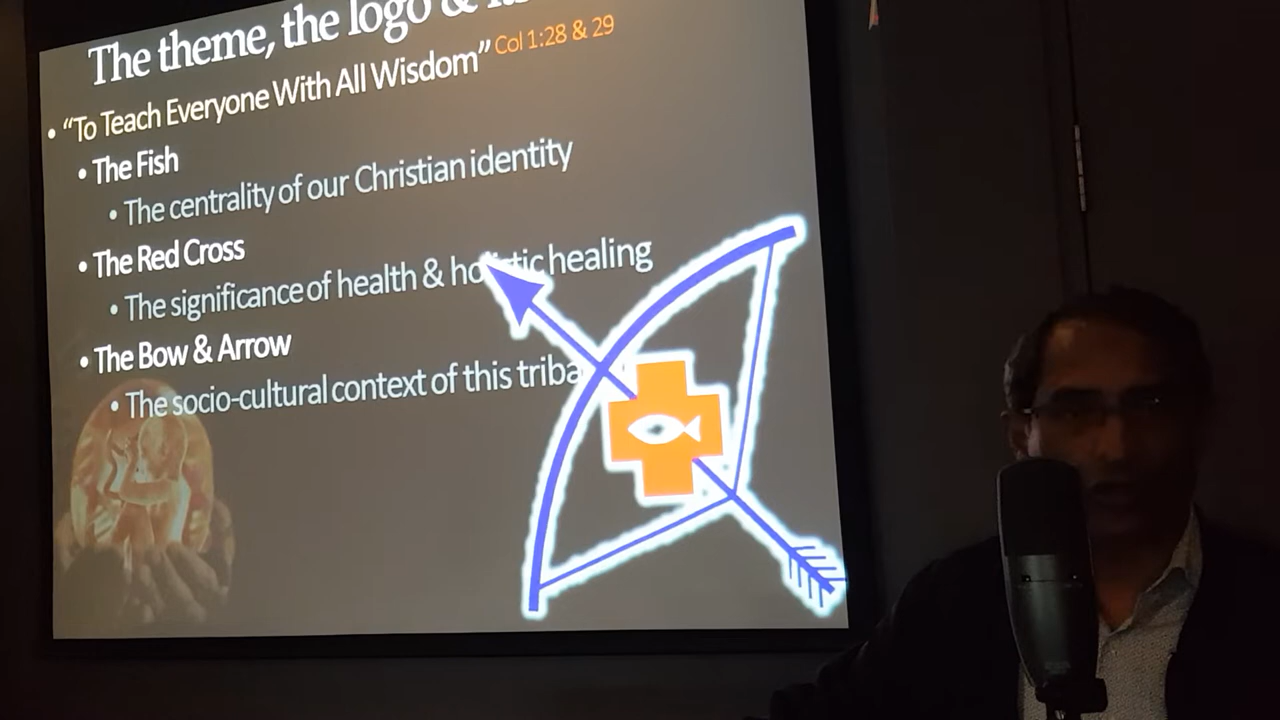 The theme, the logo &
• “To Teach Everyone With All Wisdom” Col 1:28 & 29
• The Fish
• The centrality of our Christian identity
• The Red Cross
• The significance of health & holistic healing
• The Bow & Arrow
• The socio-cultural context of this